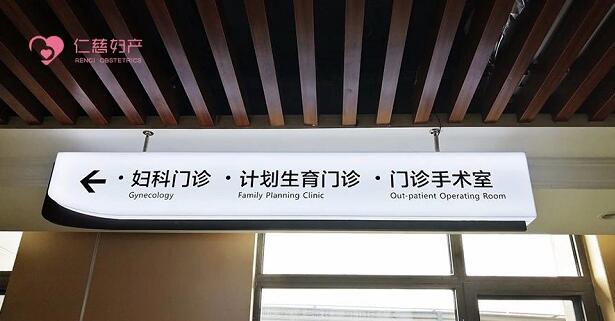 仁慈妇产
RENCI OBSTETRICS
← ·妇科门诊 ·计划生育门诊 ·门诊手术室
Gynecology Family Planning Clinic Out-patient Operating Room